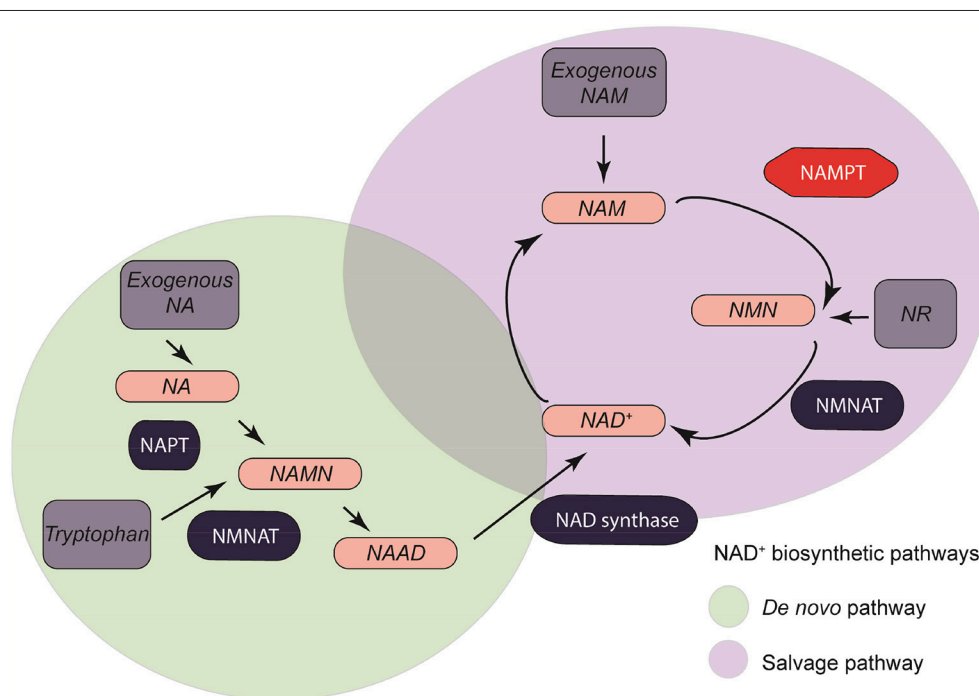 Exogenous
NAM
NAMPT
NAM
Exogenous
NA
NMN
NR
NA
NMNAT
NAD⁺
NAPT
NAMN
Tryptophan
NMNAT
NAD synthase
NAAD
NAD⁺ biosynthetic pathways
De novo pathway
Salvage pathway